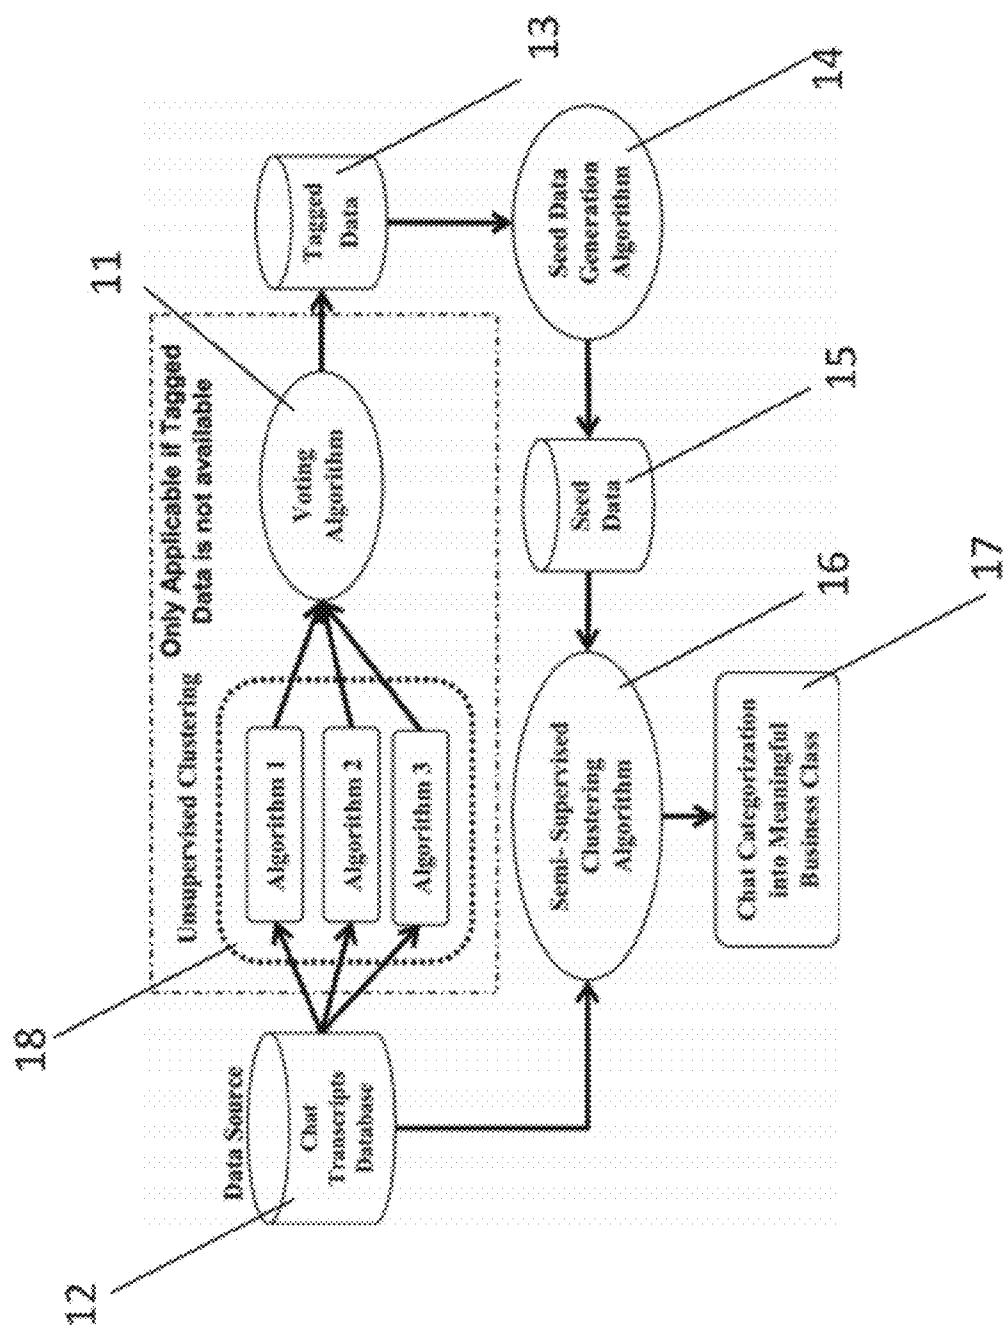 Data Source
Chat
Transcripts
Database
12
18
Unsupervised Clustering
Algorithm 1
Algorithm 2
Algorithm 3
Only Applicable if Tagged
Data is not available
Voting
Algorithm
11
Tagged
Data
13
Seed Data
Generation
Algorithm
14
Seed
Data
15
Semi- Supervised
Clustering
Algorithm
16
Chat Categorization
into Meaningful
Business Class
17